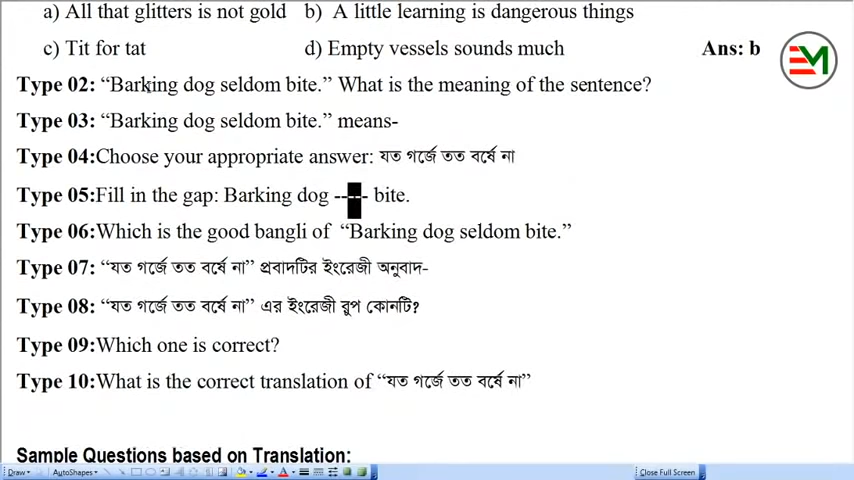 a) All that glitters is not gold b) A little learning is dangerous things
c) Tit for tat d) Empty vessels sounds much Ans: b
Type 02: “Barking dog seldom bite.” What is the meaning of the sentence?
Type 03: “Barking dog seldom bite.” means-
Type 04:Choose your appropriate answer: যত গর্জে তত বর্ষে না
Type 05:Fill in the gap: Barking dog ----- bite.
Type 06:Which is the good bangli of “Barking dog seldom bite.”
Type 07: “যত গর্জে তত বর্ষে না” প্রবাদটির ইংরেজী অনুবাদ-
Type 08: “যত গর্জে তত বর্ষে না” এর ইংরেজী রুপ কোনটি?
Type 09:Which one is correct?
Type 10:What is the correct translation of “যত গর্জে তত বর্ষে না”
Sample Questions based on Translation:
Draw AutoShapes Close Full Screen
EM